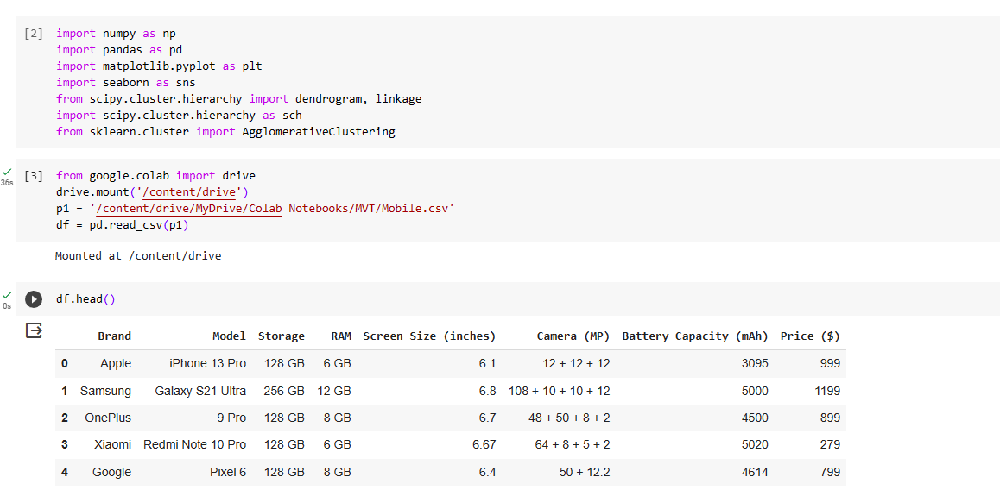 [2] import numpy as np
import pandas as pd
import matplotlib.pyplot as plt
import seaborn as sns
from scipy.cluster.hierarchy import dendrogram, linkage
import scipy.cluster.hierarchy as sch
from sklearn.cluster import AgglomerativeClustering
36s [3] from google.colab import drive
drive.mount('/content/drive')
p1 = '/content/drive/MyDrive/Colab Notebooks/MVT/Mobile.csv'
df = pd.read_csv(p1)
Mounted at /content/drive
0s df.head()
Brand Model Storage RAM Screen Size (inches) Camera (MP) Battery Capacity (mAh) Price ($)
0 Apple iPhone 13 Pro 128 GB 6 GB 6.1 12 + 12 + 12 3095 999
1 Samsung Galaxy S21 Ultra 256 GB 12 GB 6.8 108 + 10 + 10 + 12 5000 1199
2 OnePlus 9 Pro 128 GB 8 GB 6.7 48 + 50 + 8 + 2 4500 899
3 Xiaomi Redmi Note 10 Pro 128 GB 6 GB 6.67 64 + 8 + 5 + 2 5020 279
4 Google Pixel 6 128 GB 8 GB 6.4 50 + 12.2 4614 799